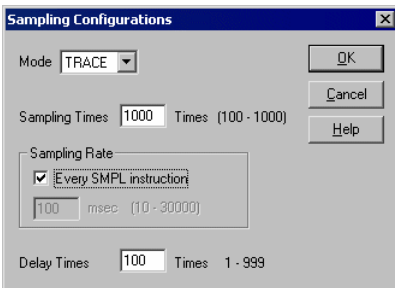 Sampling Configurations
Mode TRACE
OK
Cancel
Sampling Times 1000 Times (100 - 1000)
Help
Sampling Rate
Every SMPL instruction
100 msec (10 - 30000)
Delay Times 100 Times 1 - 999